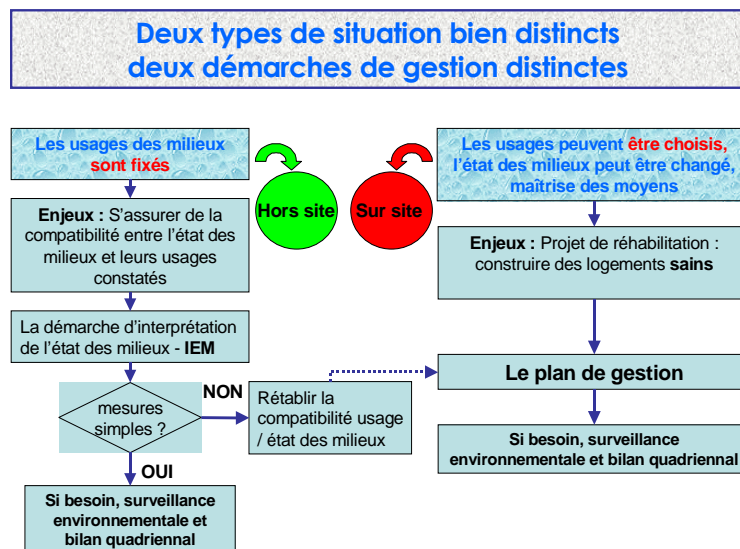 Deux types de situation bien distincts
deux démarches de gestion distinctes
Les usages des milieux
sont fixés
Enjeux : S'assurer de la
compatibilité entre l'état des
milieux et leurs usages
constatés
La démarche d'interprétation
de l'état des milieux - IEM
mesures
simples ?
NON
OUI
Rétablir la
compatibilité usage
/ état des milieux
Si besoin, surveillance
environnementale et
bilan quadriennal
Hors site
Sur site
Les usages peuvent être choisis,
l'état des milieux peut être changé,
maîtrise des moyens
Enjeux : Projet de réhabilitation :
construire des logements sains
Le plan de gestion
Si besoin, surveillance
environnementale et bilan quadriennal